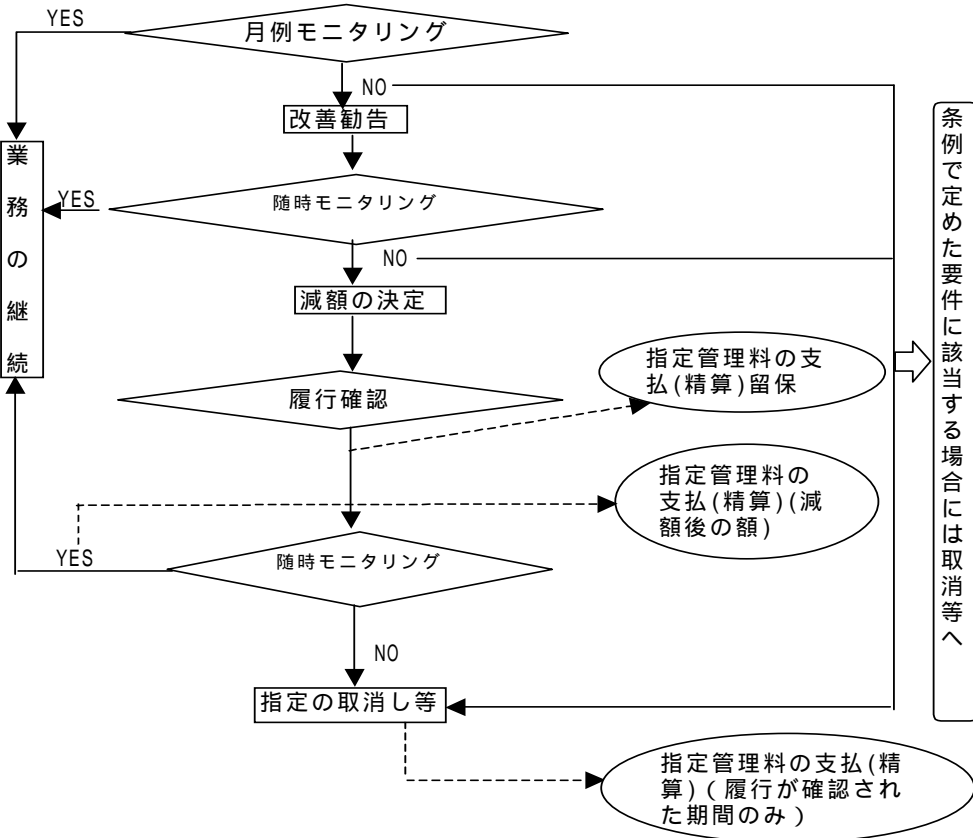 YES
月例モニタリング
NO
改善勧告
業務の継続
YES
随時モニタリング
NO
減額の決定
条例で定めた要件に該当する場合には取消等へ
指定管理料の支
払(精算)留保
履行確認
指定管理料の
支払(精算)(減
額後の額)
YES
随時モニタリング
NO
指定の取消し等
指定管理料の支払(精
算)(履行が確認され
た期間のみ)